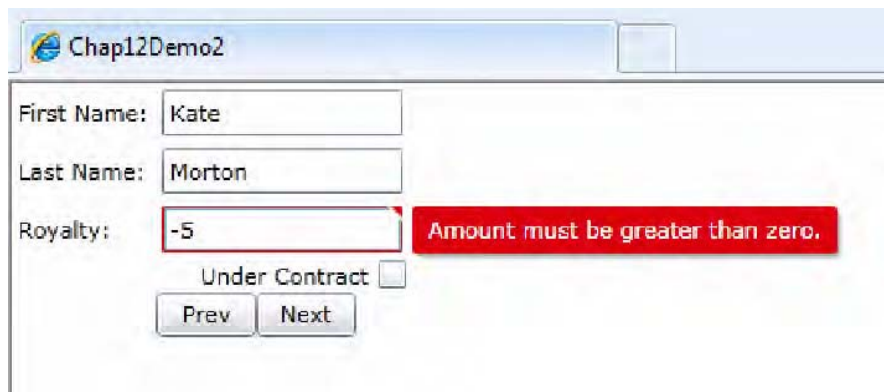 Chap12Demo2
First Name: Kate
Last Name: Morton
Royalty: -5 Amount must be greater than zero.
Under Contract
Prev Next